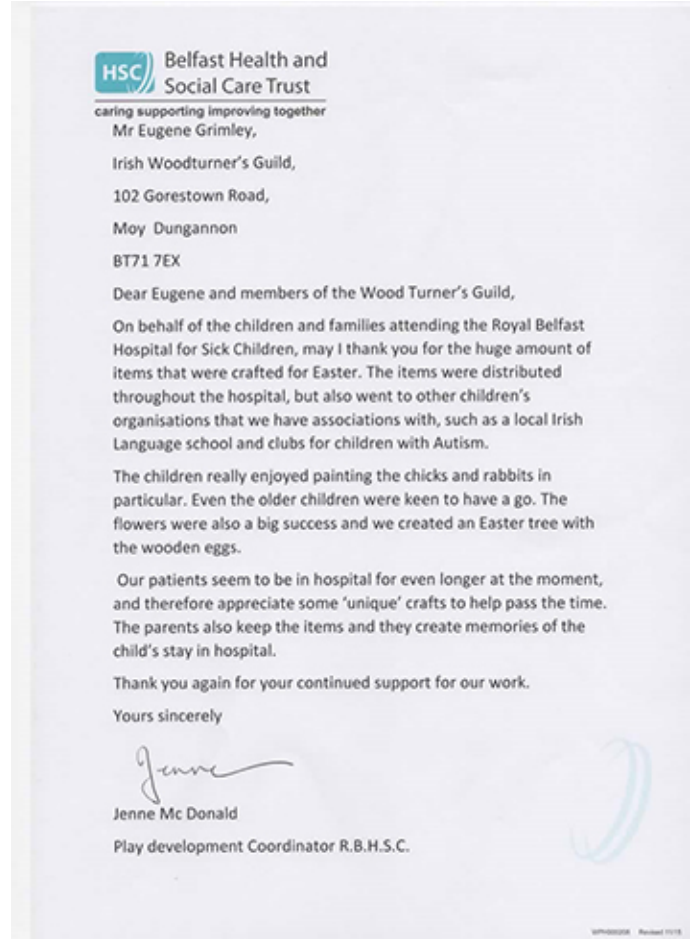 HSC
Belfast Health and
Social Care Trust
caring supporting improving together
Mr Eugene Grimley,
Irish Woodturner's Guild,
102 Gorestown Road,
Moy  Dungannon
BT71 7EX
Dear Eugene and members of the Wood Turner's Guild,
On behalf of the children and families attending the Royal Belfast
Hospital for Sick Children, may I thank you for the huge amount of
items that were crafted for Easter. The items were distributed
throughout the hospital, but also went to other children's
organisations that we have associations with, such as a local Irish
Language school and clubs for children with Autism.
The children really enjoyed painting the chicks and rabbits in
particular. Even the older children were keen to have a go. The
flowers were also a big success and we created an Easter tree with
the wooden eggs.
Our patients seem to be in hospital for even longer at the moment,
and therefore appreciate some 'unique' crafts to help pass the time.
The parents also keep the items and they create memories of the
child's stay in hospital.
Thank you again for your continued support for our work.
Yours sincerely
Jenne
Jenne Mc Donald
Play development Coordinator R.B.H.S.C.
Revised